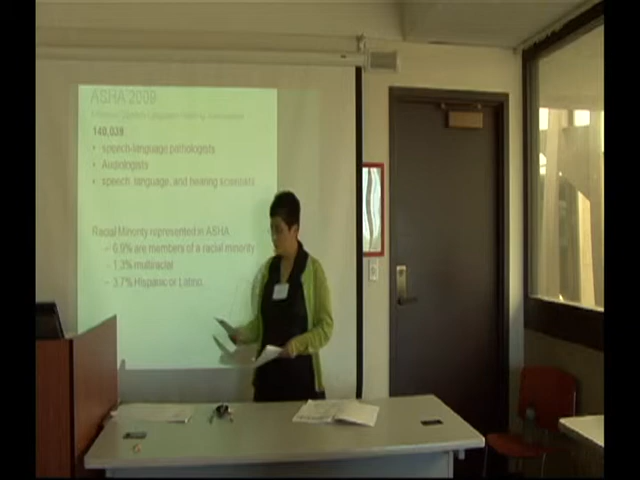 ASHA 2009
140,039
• speech-language pathologists
• Audiologists
• speech, language, and hearing scientists
Racial Minority represented in ASHA
– 6.9% are members of a racial minority
– 1.3% multiracial
– 3.7% Hispanic or Latino.